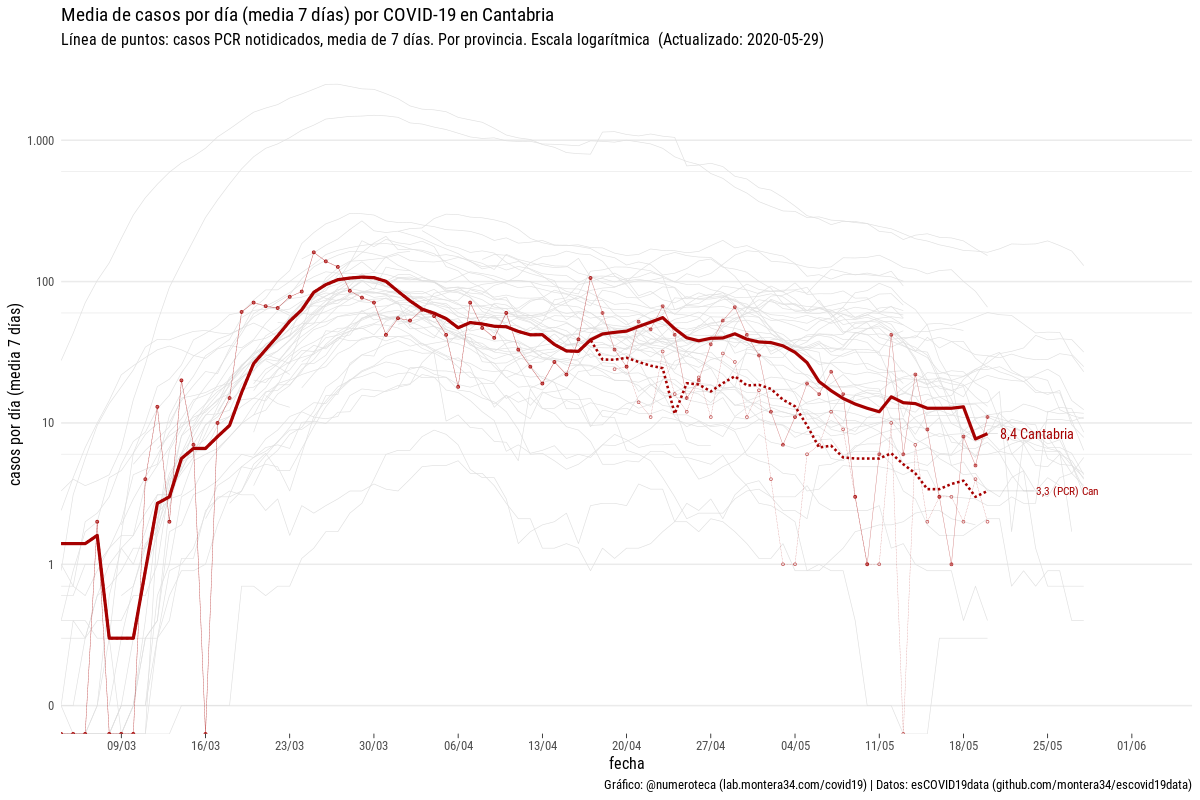 Media de casos por día (media 7 días) por COVID-19 en Cantabria
Línea de puntos: casos PCR notidicados, media de 7 días. Por provincia. Escala logarítmica  (Actualizado: 2020-05-29)
casos por día (media 7 días)
1.000
100
10
1
0
8,4 Cantabria
3,3 (PCR) Can
09/03 16/03 23/03 30/03 06/04 13/04 20/04 27/04 04/05 11/05 18/05 25/05 01/06
fecha
Gráfico: @numeroteca (lab.montera34.com/covid19) | Datos: esCOVID19data (github.com/montera34/escovid19data)